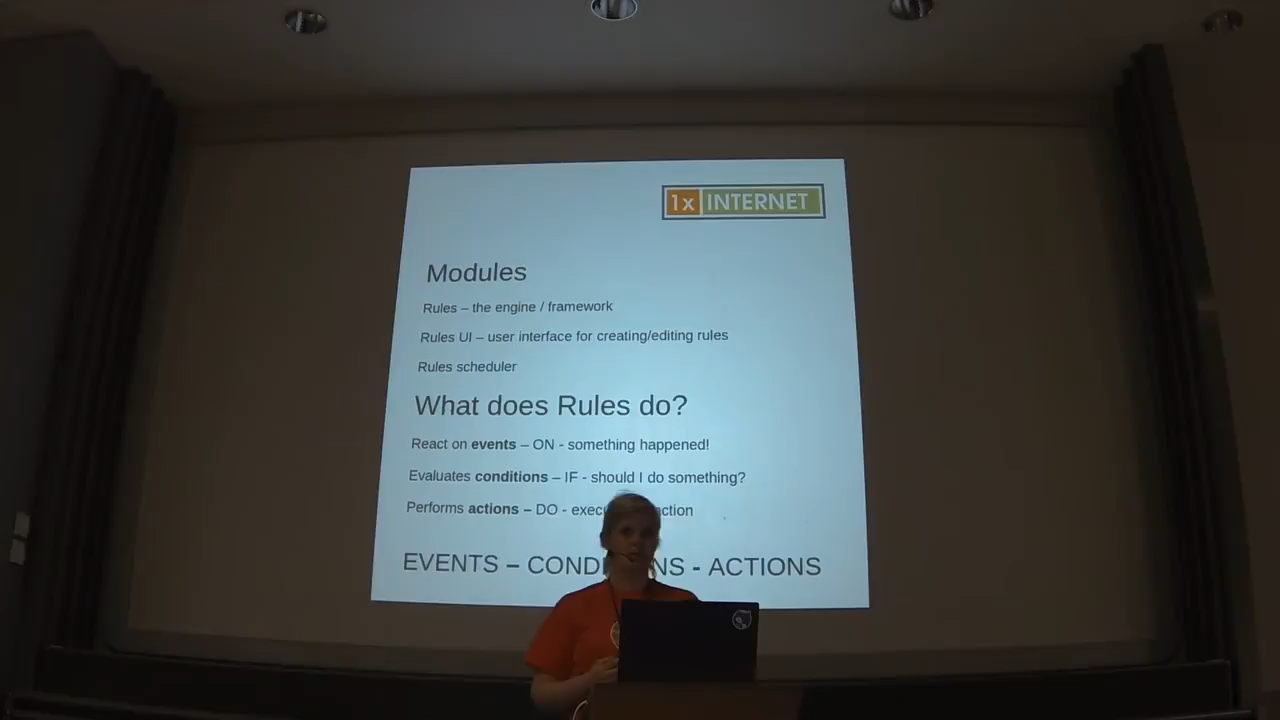 1x INTERNET
Modules
Rules – the engine / framework
Rules UI – user interface for creating/editing rules
Rules scheduler
What does Rules do?
React on events – ON - something happened!
Evaluates conditions – IF - should I do something?
Performs actions – DO - action
EVENTS – CONDITIONS - ACTIONS